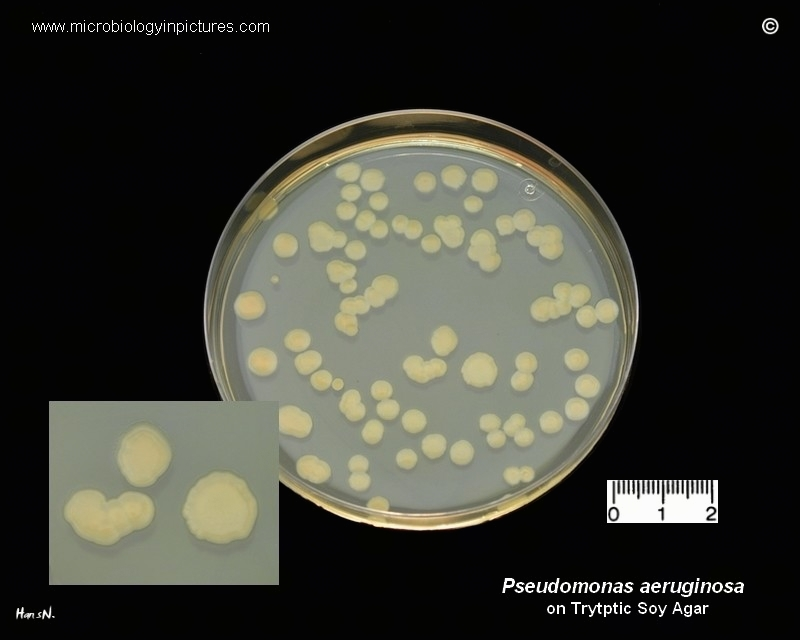 www.microbiologyinpictures.com
©
0 1 2
Pseudomonas aeruginosa
on Trytptic Soy Agar
HansN.